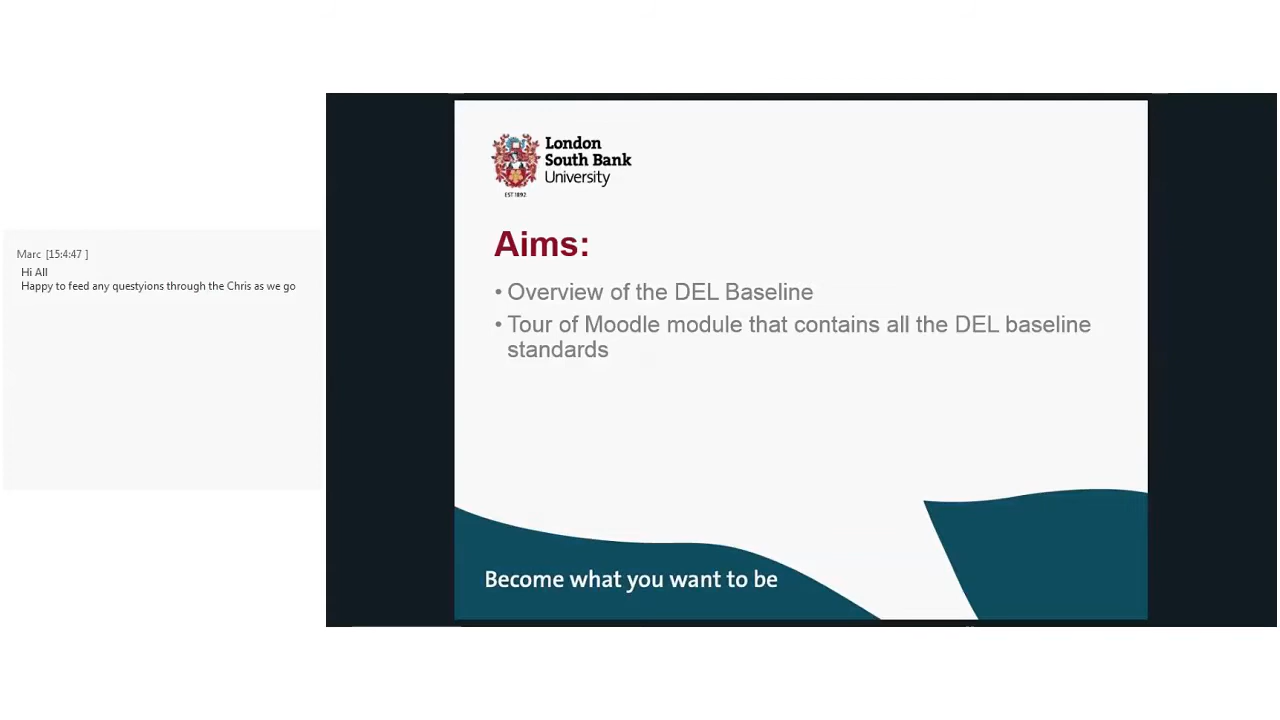 Marc [15:4:47 ]
Hi All
Happy to feed any questyions through the Chris as we go
London
South Bank
University
EST 1892
Aims:
• Overview of the DEL Baseline
• Tour of Moodle module that contains all the DEL baseline
standards
Become what you want to be